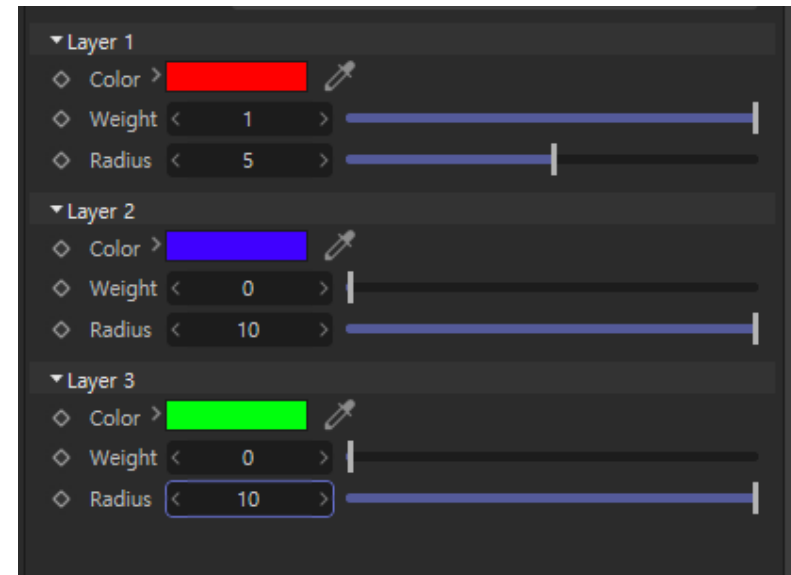 Layer 1
Color
Weight 1
Radius 5
Layer 2
Color
Weight 0
Radius 10
Layer 3
Color
Weight 0
Radius 10